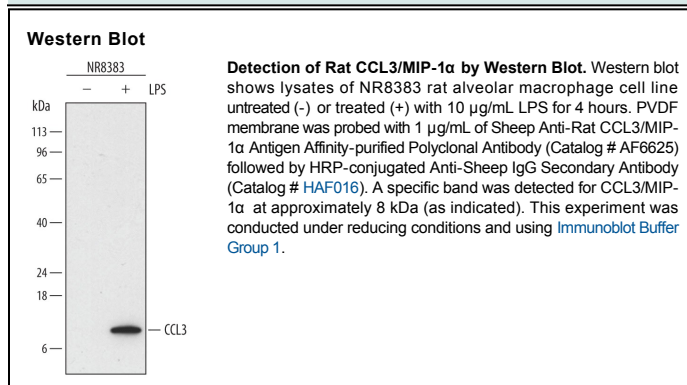 Western Blot
NR8383
– + LPS
kDa
113
96
65
40
24
18
6
CCL3
Detection of Rat CCL3/MIP-1α by Western Blot. Western blot
shows lysates of NR8383 rat alveolar macrophage cell line
untreated (-) or treated (+) with 10 μg/mL LPS for 4 hours. PVDF
membrane was probed with 1 μg/mL of Sheep Anti-Rat CCL3/MIP-
1α Antigen Affinity-purified Polyclonal Antibody (Catalog # AF6625)
followed by HRP-conjugated Anti-Sheep IgG Secondary Antibody
(Catalog # HAF016). A specific band was detected for CCL3/MIP-
1α at approximately 8 kDa (as indicated). This experiment was
conducted under reducing conditions and using Immunoblot Buffer
Group 1.